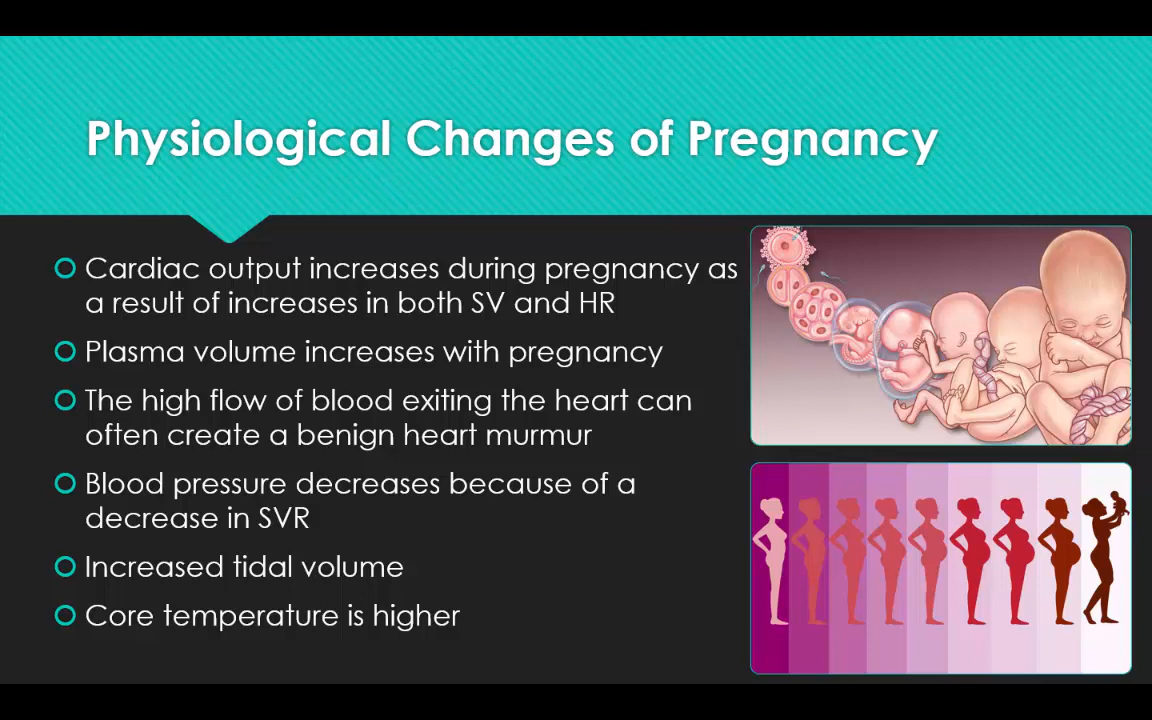 Physiological Changes of Pregnancy
Cardiac output increases during pregnancy as
a result of increases in both SV and HR
Plasma volume increases with pregnancy
The high flow of blood exiting the heart can
often create a benign heart murmur
Blood pressure decreases because of a
decrease in SVR
Increased tidal volume
Core temperature is higher